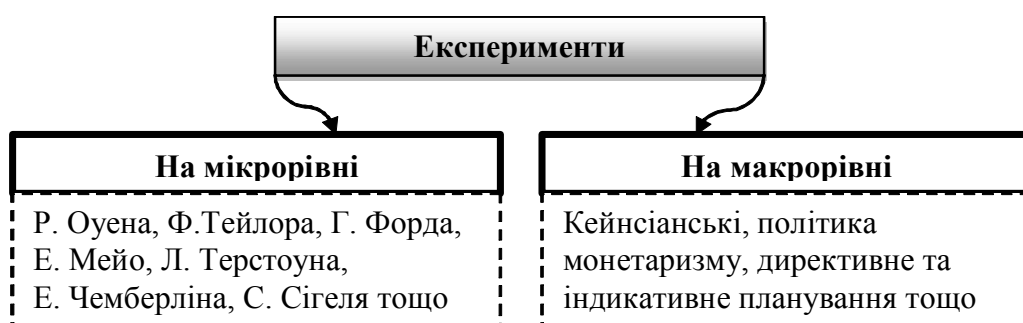 Експерименти
На мікрорівні
Р. Оуена, Ф.Тейлора, Г. Форда,
Е. Мейо, Л. Терстоуна,
Е. Чемберліна, С. Сігеля тощо
На макрорівні
Кейнсіанські, політика
монетаризму, директивне та
індикативне планування тощо